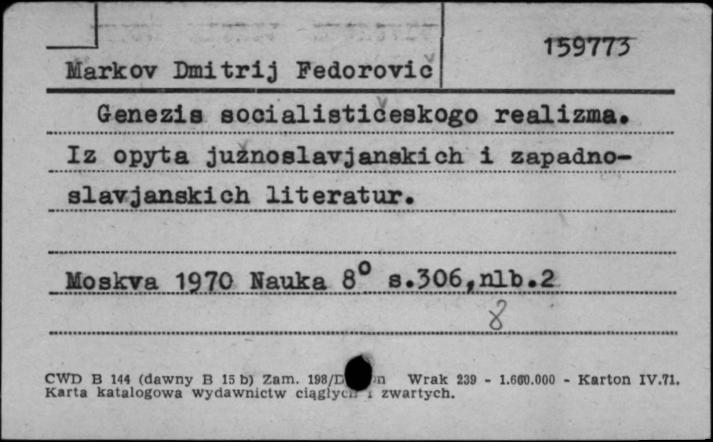 159773
Markov Dmitrij Fedorovič
Genezis socialističeskogo realizma.
Iz opyta južnoslavjanskich i zapadno-
slavjanskich literatur.
Moskva 1970 Nauka 8° s.306,nlb.2
8
CWD B 144 (dawny B 15 b) Zam. 198/D Wrak 239 - 1.600.000 - Karton IV.71.
Karta katalogowa wydawnictw ciągłych i zwartych.